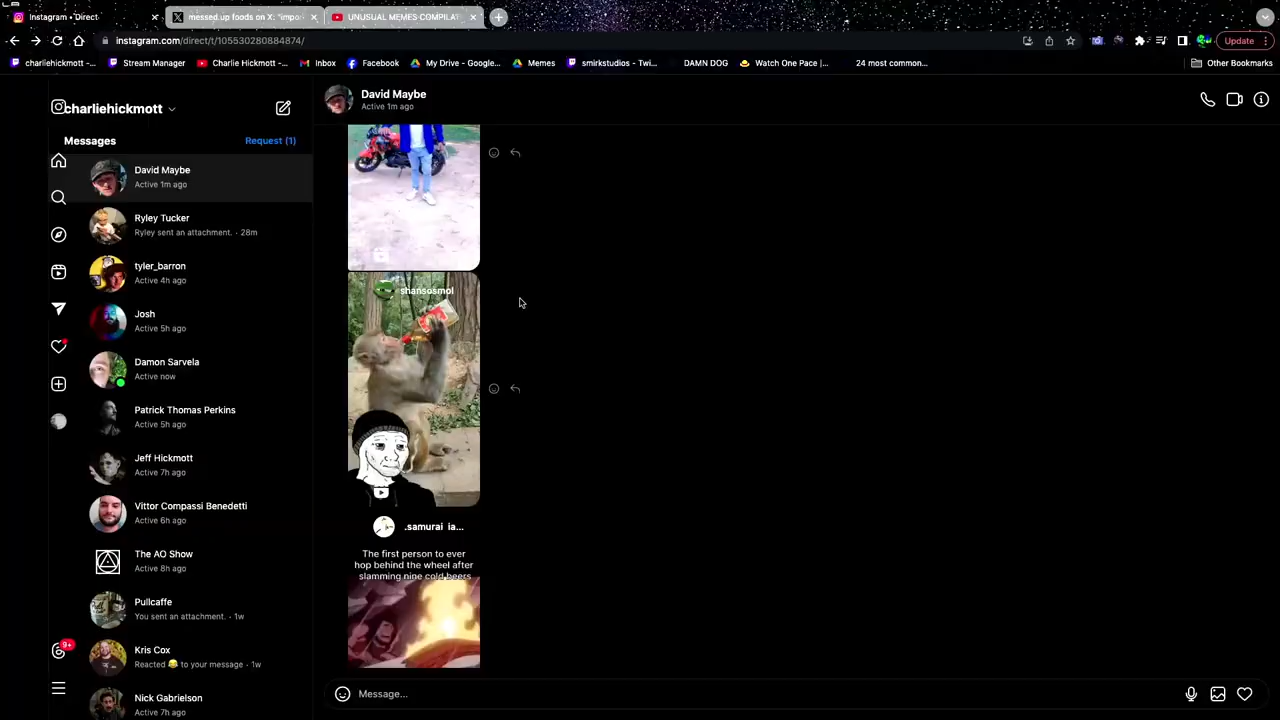 Instagram • Direct
messed up foods on X: "impo
UNUSUAL MEMES COMPILAT
instagram.com/direct/t/105530280884874/
Update
charliehickmott -...
Stream Manager
Charlie Hickmott -...
Inbox
Facebook
My Drive - Google...
Memes
smirkstudios - Twi...
DAMN DOG
Watch One Pace |...
24 most common...
Other Bookmarks
charliehickmott
Messages
Request (1)
David Maybe
Active 1m ago
Ryley Tucker
Ryley sent an attachment. · 28m
tyler_barron
Active 4h ago
Josh
Active 5h ago
Damon Sarvela
Active now
Patrick Thomas Perkins
Active 5h ago
Jeff Hickmott
Active 7h ago
Vittor Compassi Benedetti
Active 6h ago
The AO Show
Active 8h ago
Pullcaffe
You sent an attachment. · 1w
9+
Kris Cox
Reacted 😂 to your message · 1w
Nick Gabrielson
Active 7h ago
David Maybe
Active 1m ago
shansosmol
.samurai_ia...
The first person to ever
hop behind the wheel after
slamming nine cold beers
Message...